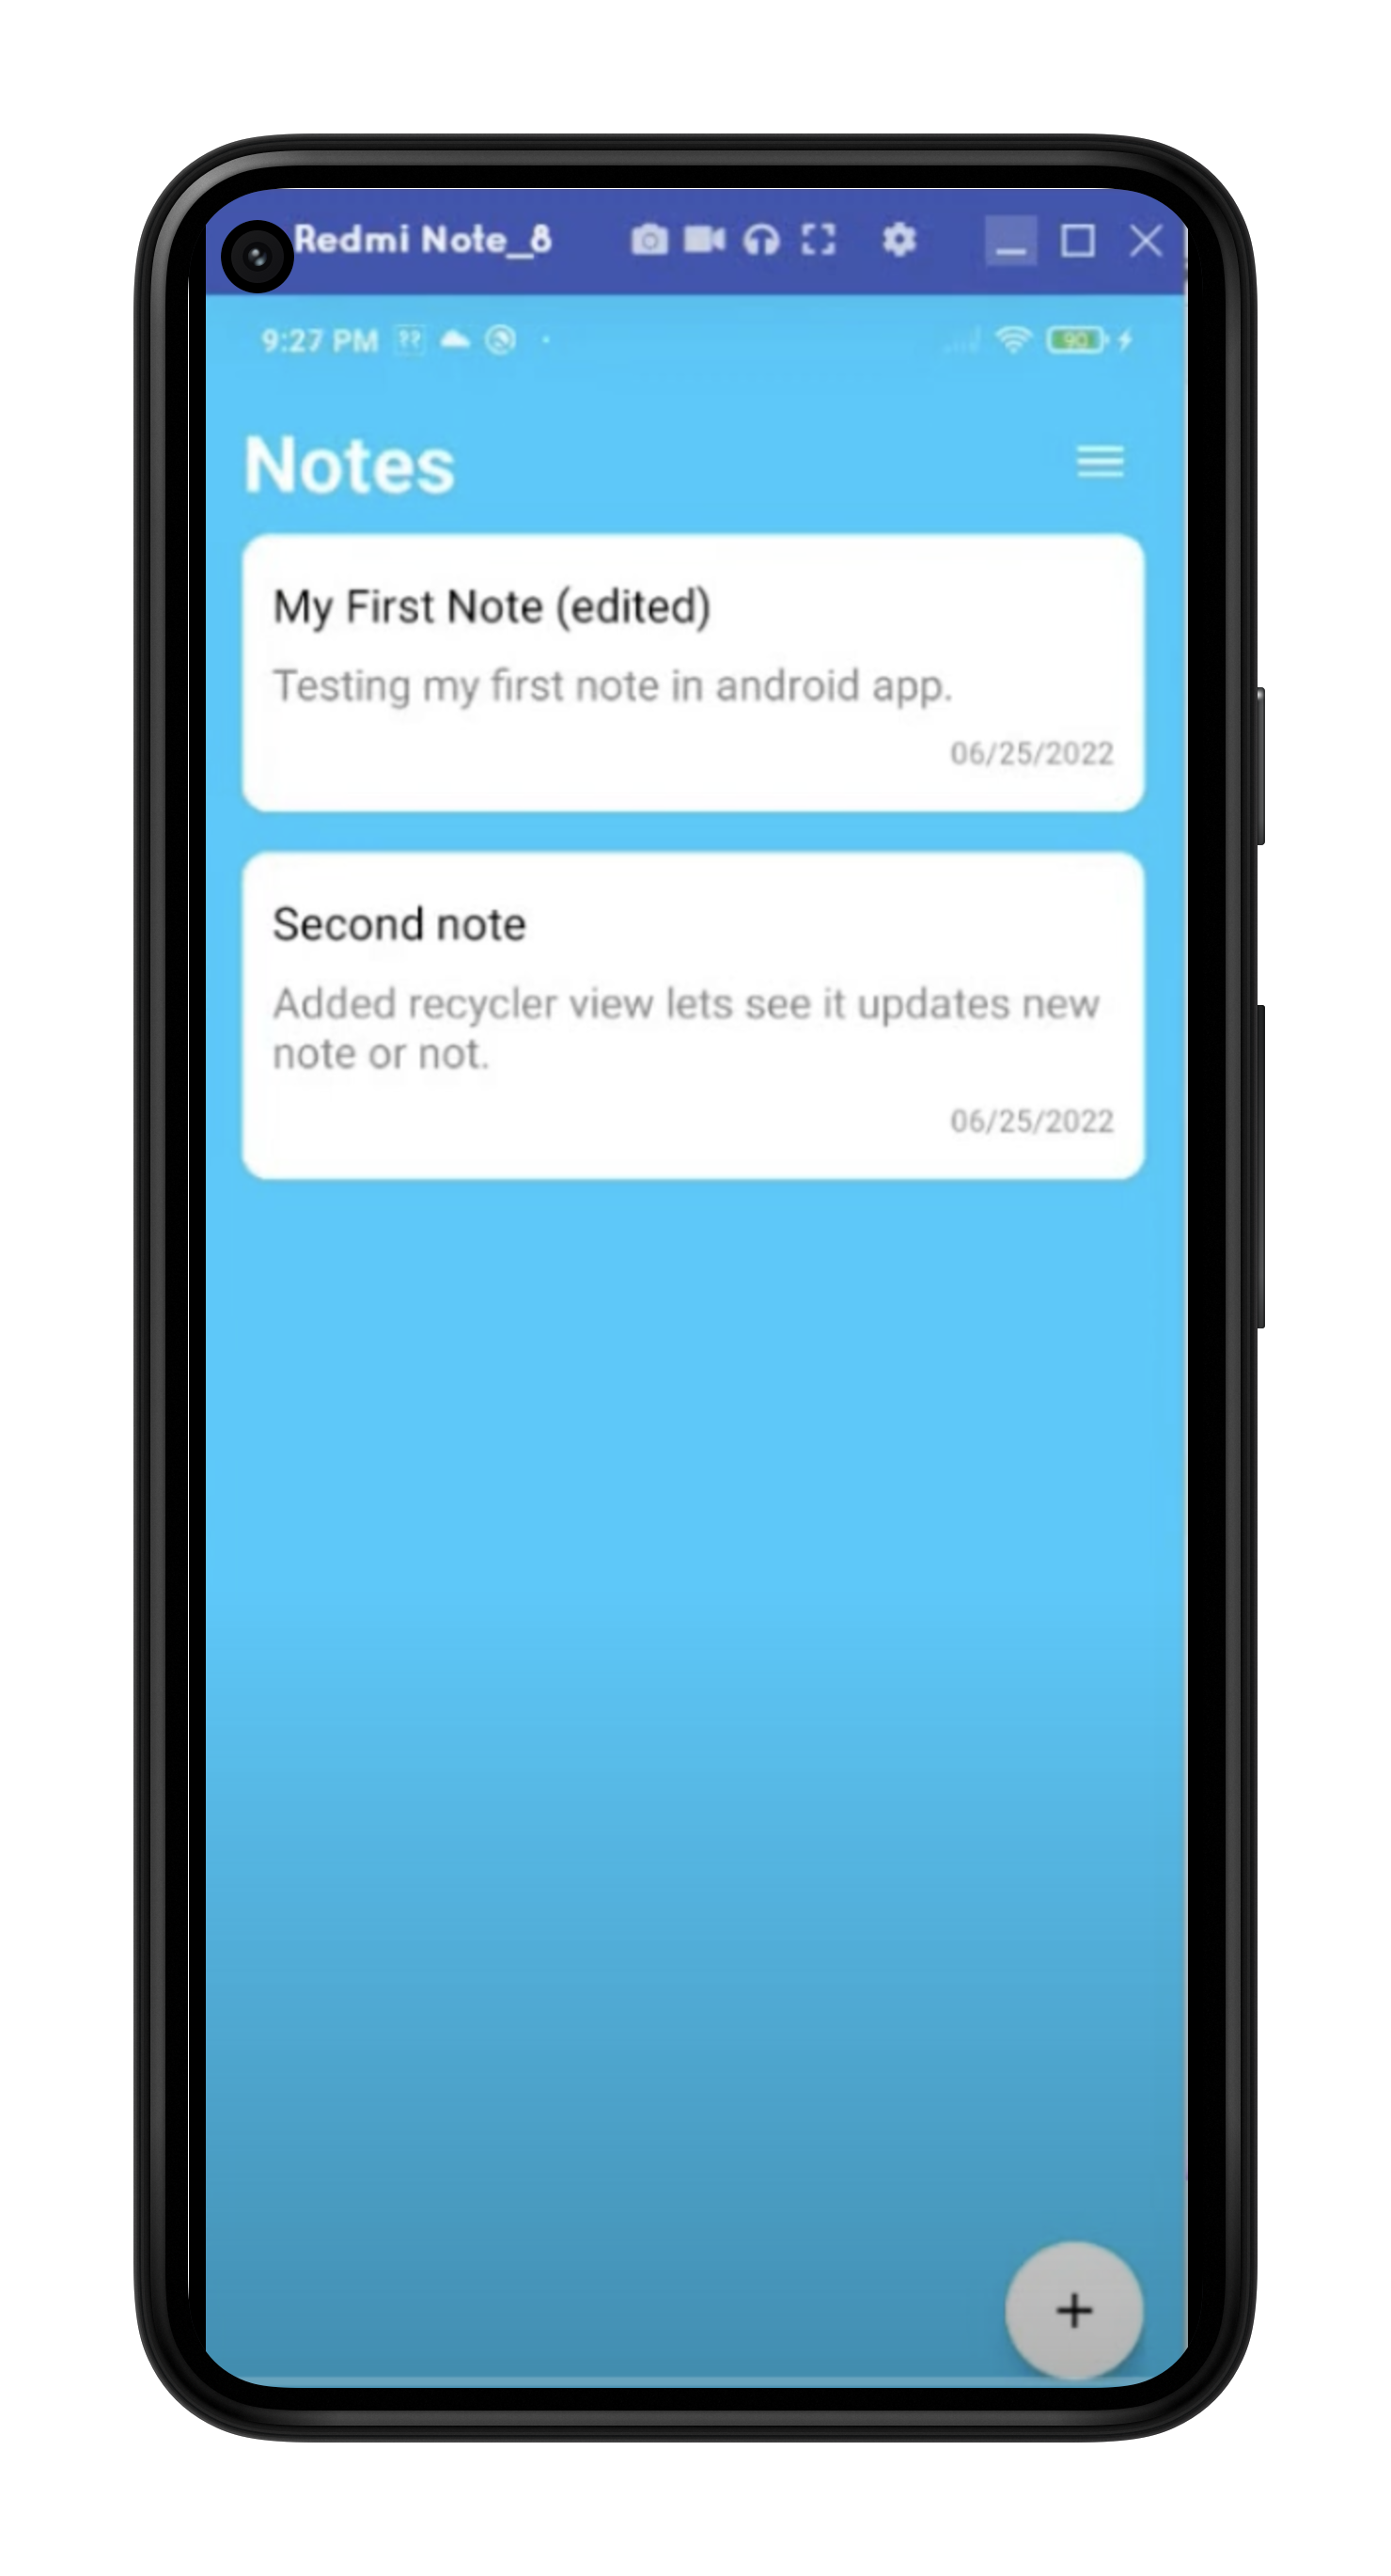 Redmi Note_8
9:27 PM ?? 90
Notes
My First Note (edited)
Testing my first note in android app.
06/25/2022
Second note
Added recycler view lets see it updates new
note or not.
06/25/2022
+